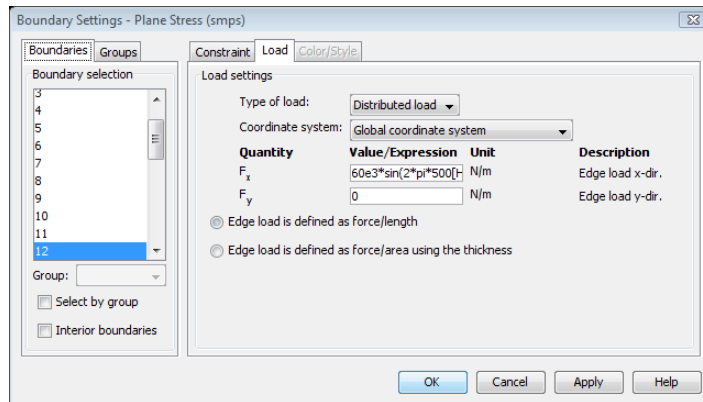 Boundary Settings - Plane Stress (smps)
Boundaries Groups
Constraint Load Color/Style
Boundary selection
3
4
5
6
7
8
9
10
11
12
Group:
Select by group
Interior boundaries
Load settings
Type of load: Distributed load
Coordinate system: Global coordinate system
Quantity Value/Expression Unit Description
Fx 60e3*sin(2*pi*500[H N/m Edge load x-dir.
Fy 0 N/m Edge load y-dir.
Edge load is defined as force/length
Edge load is defined as force/area using the thickness
OK Cancel Apply Help